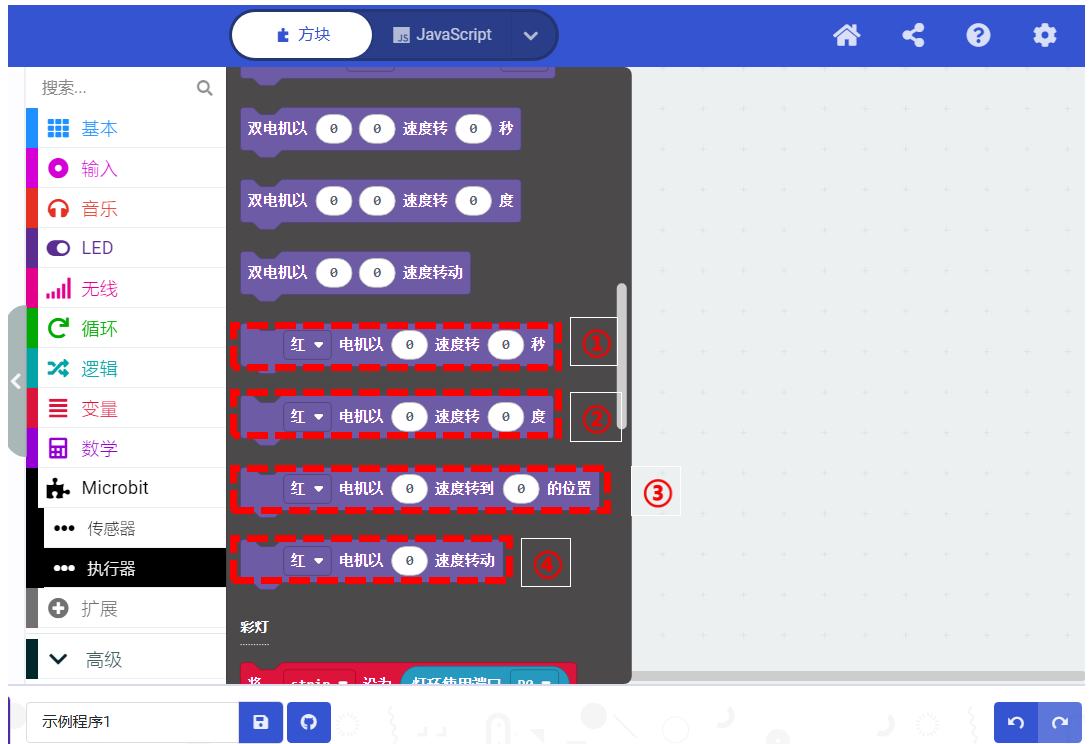 方块 JS JavaScript
搜索...
基本
输入
音乐
LED
无线
循环
逻辑
变量
数学
Microbit
传感器
执行器
扩展
高级
双电机以 0 0 速度转 0 秒
双电机以 0 0 速度转 0 度
双电机以 0 0 速度转动
红 电机以 0 速度转 0 秒 ①
红 电机以 0 速度转 0 度 ②
红 电机以 0 速度转到 0 的位置 ③
红 电机以 0 速度转动 ④
彩灯
将 strip 设为 灯环使用端口 P0
示例程序1